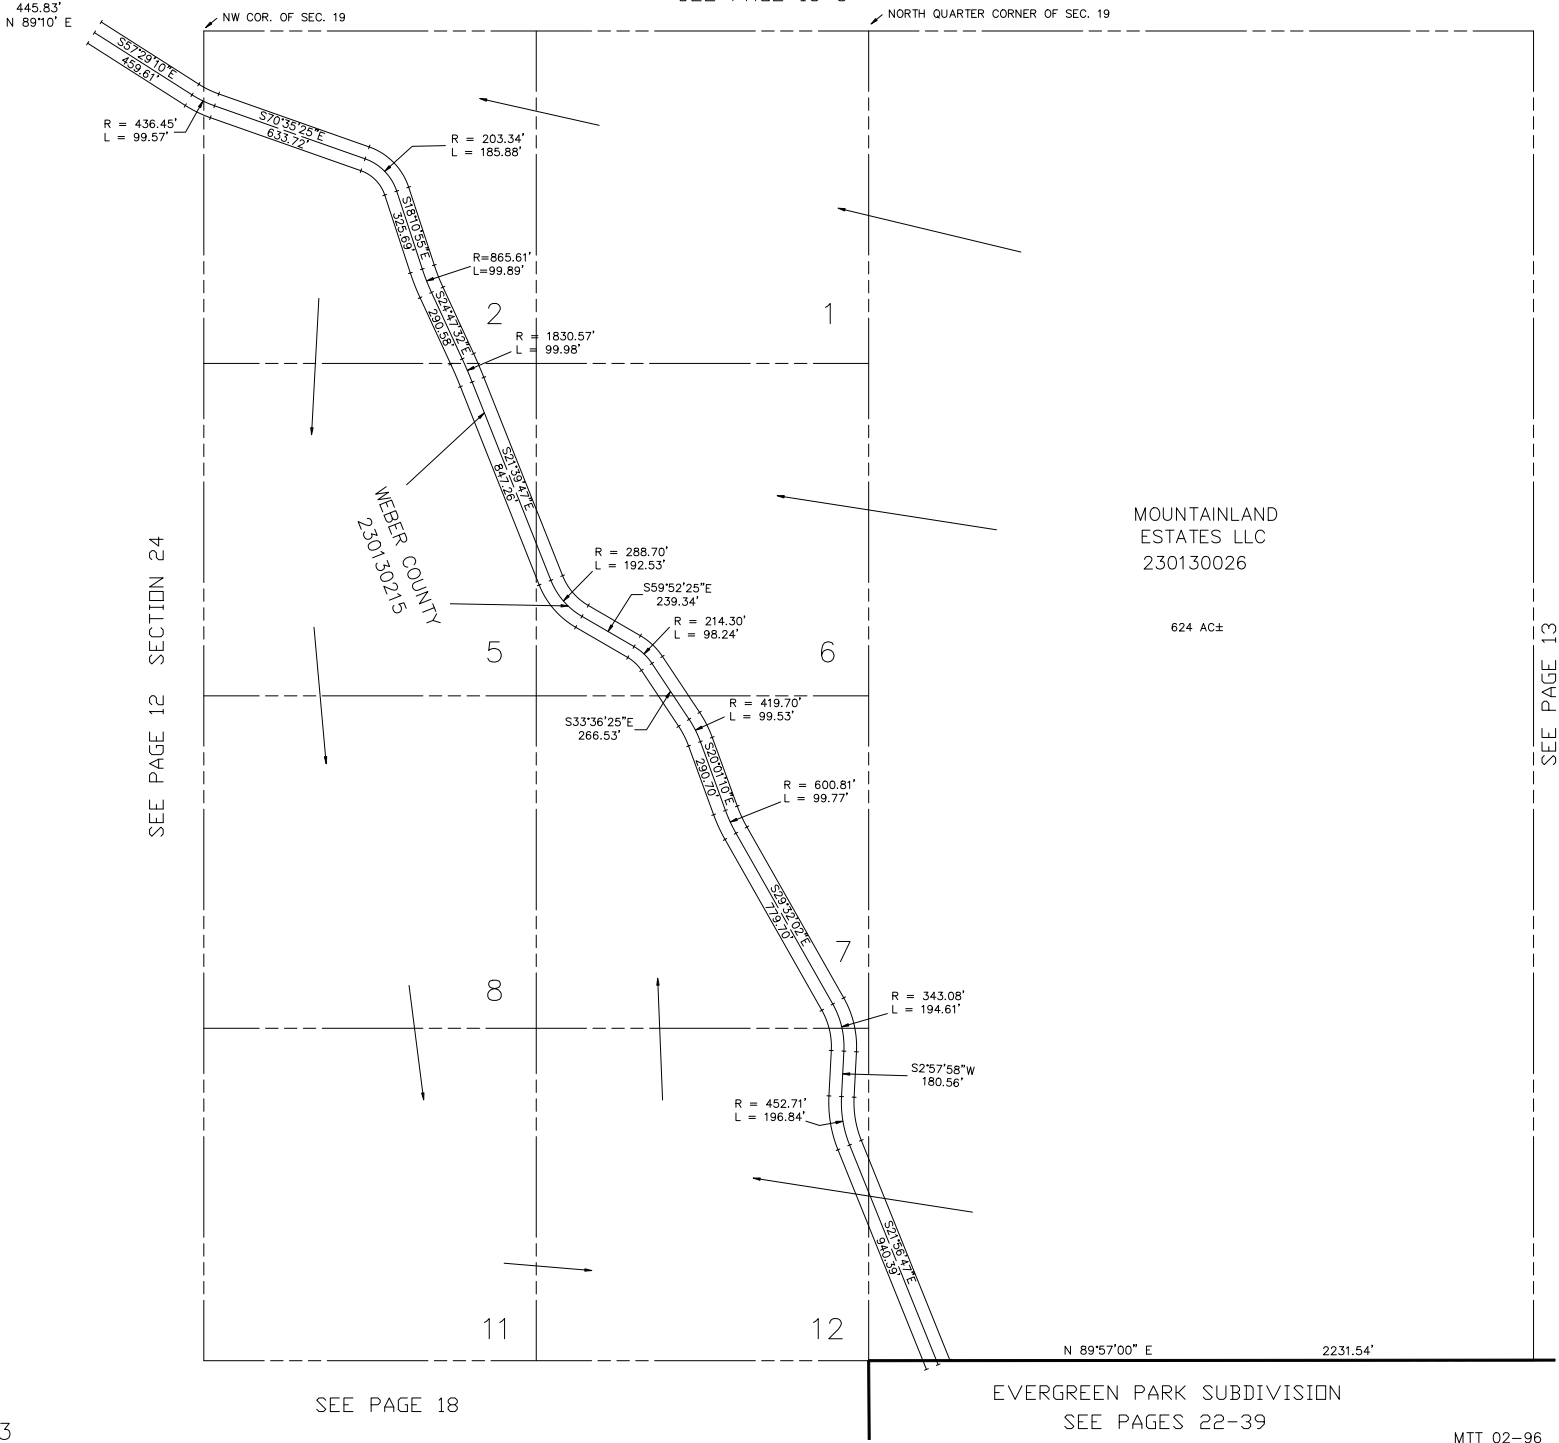 445.83'
N 89°10' E
NW COR. OF SEC. 19
NORTH QUARTER CORNER OF SEC. 19
S57°29'10"E
459.61'
R = 436.45'
L = 99.57'
S70°35'25"E
633.72'
R = 203.34'
L = 185.88'
S18°10'55"E
325.69'
R=865.61'
L=99.89'
S24°47'32"E
290.58'
2
1
R = 1830.57'
L = 99.98'
S21°39'47"E
847.26'
WEBER COUNTY
230130215
MOUNTAINLAND
ESTATES LLC
230130026
624 AC±
SEE PAGE 12 SECTION 24
SEE PAGE 13
R = 288.70'
L = 192.53'
S59°52'25"E
239.34'
R = 214.30'
L = 98.24'
5
6
S33°36'25"E
266.53'
R = 419.70'
L = 99.53'
S20°01'10"E
290.70'
R = 600.81'
L = 99.77'
S29°32'02"E
779.70'
7
8
R = 343.08'
L = 194.61'
S2°57'58"W
180.56'
R = 452.71'
L = 196.84'
S21°56'47"E
940.39'
11
12
N 89°57'00" E
2231.54'
SEE PAGE 18
EVERGREEN PARK SUBDIVISION
SEE PAGES 22-39
3
MTT 02-96